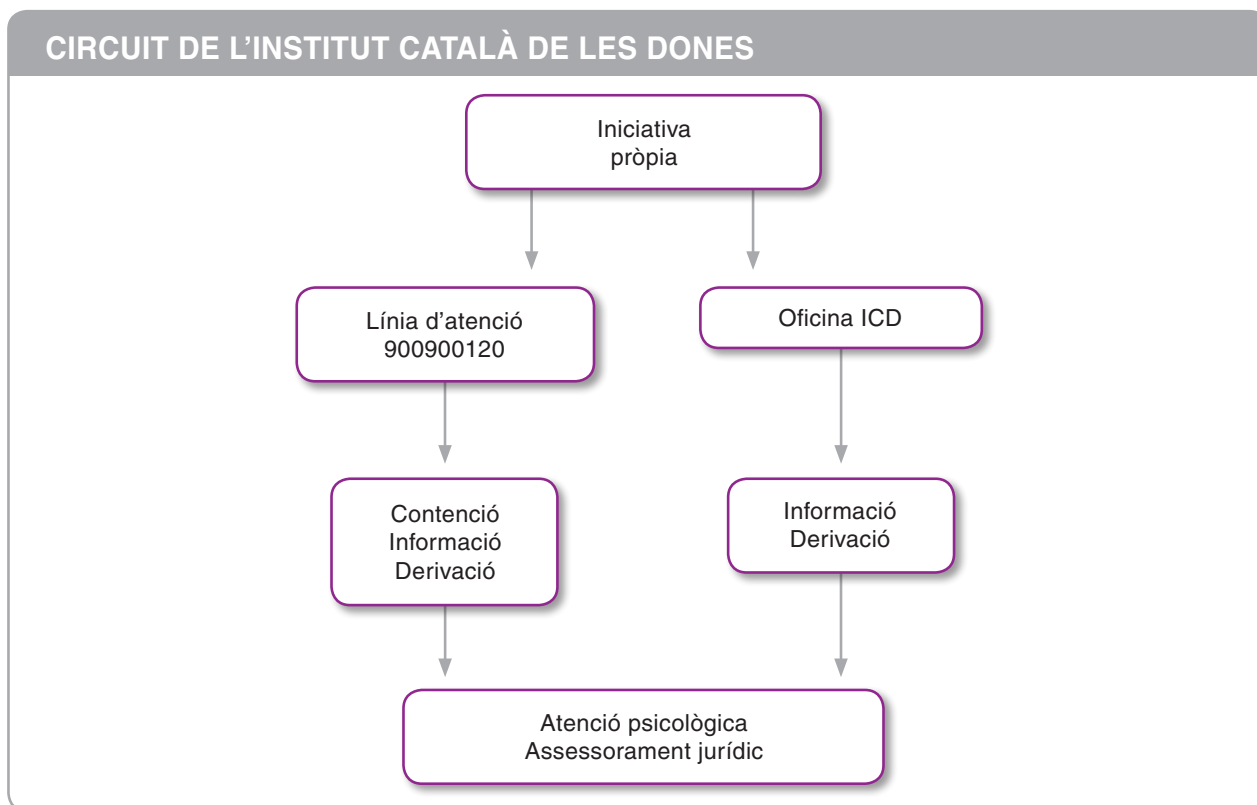 CIRCUIT DE L'INSTITUT CATALÀ DE LES DONES
Iniciativa
pròpia
Línia d'atenció
900900120
Oficina ICD
Contenció
Informació
Derivació
Informació
Derivació
Atenció psicològica
Assessorament jurídic